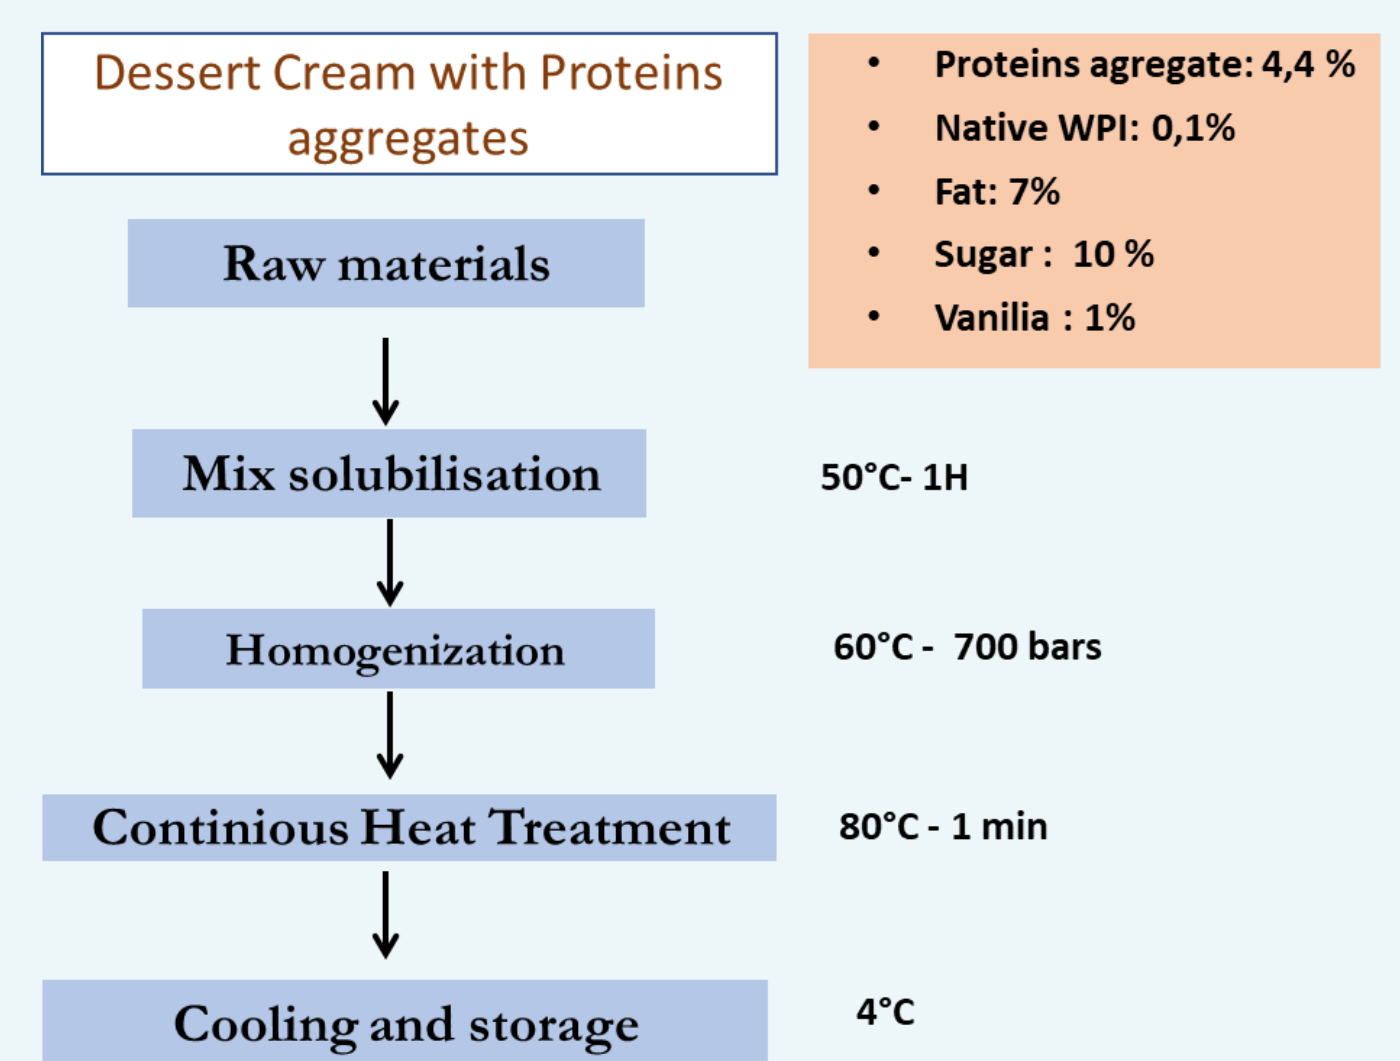 Dessert Cream with Proteins
aggregates
• Proteins agregate: 4,4 %
• Native WPI: 0,1%
• Fat: 7%
• Sugar : 10 %
• Vanilia : 1%
Raw materials
Mix solubilisation
50°C- 1H
Homogenization
60°C - 700 bars
Continious Heat Treatment
80°C - 1 min
Cooling and storage
4°C